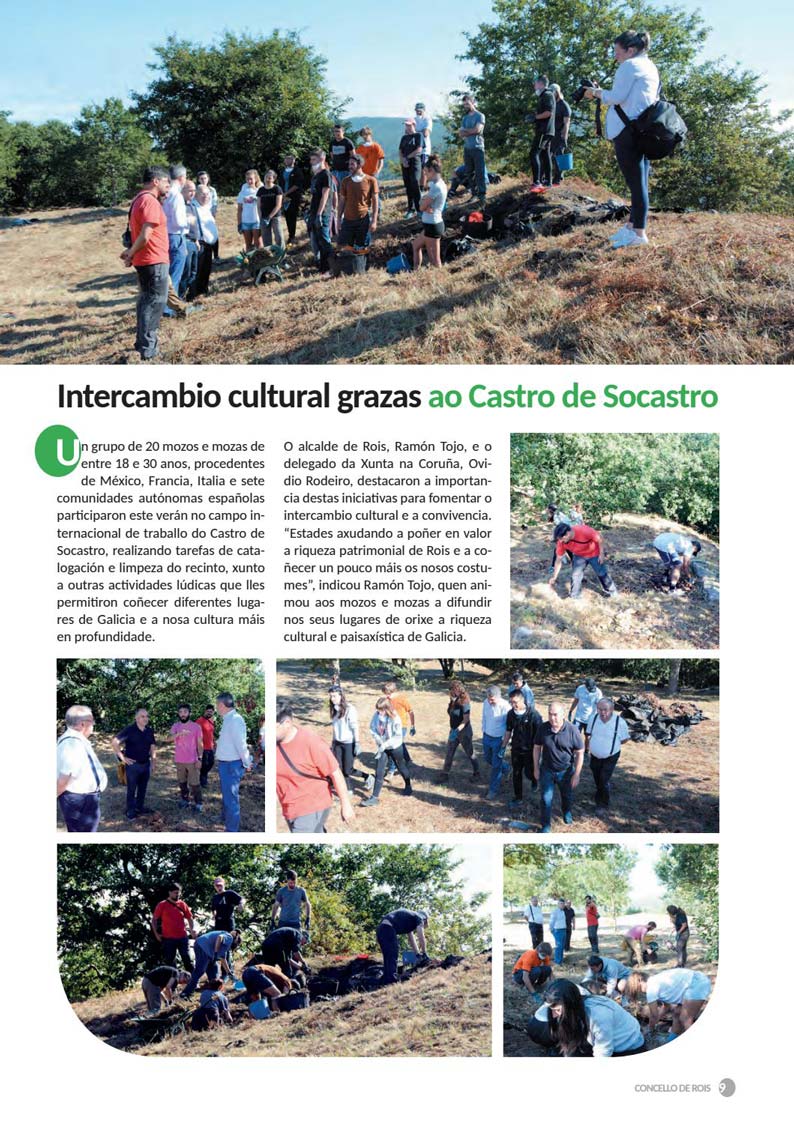 Intercambio cultural grazas ao Castro de Socastro
Un grupo de 20 mozos e mozas de
entre 18 e 30 anos, procedentes
de México, Francia, Italia e sete
comunidades autónomas españolas
participaron este verán no campo in-
ternacional de traballo do Castro de
Socastro, realizando tarefas de cata-
logación e limpeza do recinto, xunto
a outras actividades lúdicas que lles
permitiron coñecer diferentes luga-
res de Galicia e a nosa cultura máis
en profundidade.
O alcalde de Rois, Ramón Tojo, e o
delegado da Xunta na Coruña, Ovi-
dio Rodeiro, destacaron a importan-
cia destas iniciativas para fomentar o
intercambio cultural e a convivencia.
“Estades axudando a poñer en valor
a riqueza patrimonial de Rois e a co-
ñecer un pouco máis os nosos costu-
mes”, indicou Ramón Tojo, quen ani-
mou aos mozos e mozas a difundir
nos seus lugares de orixe a riqueza
cultural e paisaxística de Galicia.
CONCELLO DE ROIS 9